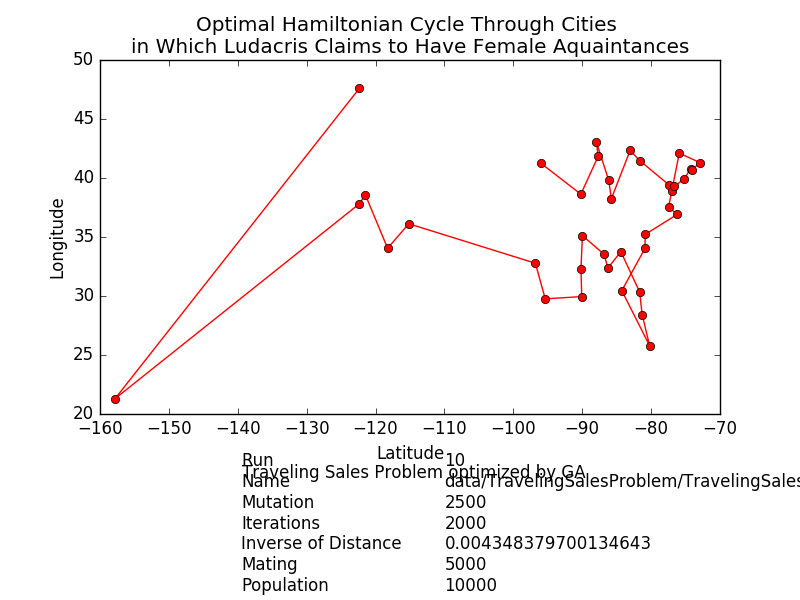 Optimal Hamiltonian Cycle Through Cities
in Which Ludacris Claims to Have Female Aquaintances
50
45
40
35
30
25
20
Longitude
−160 −150 −140 −130 −120 −110 −100 −90 −80 −70
Latitude
Run 10
Traveling Sales Problem optimized by GA
Name data/TravelingSalesProblem/TravelingSales
Mutation 2500
Iterations 2000
Inverse of Distance 0.004348379700134643
Mating 5000
Population 10000